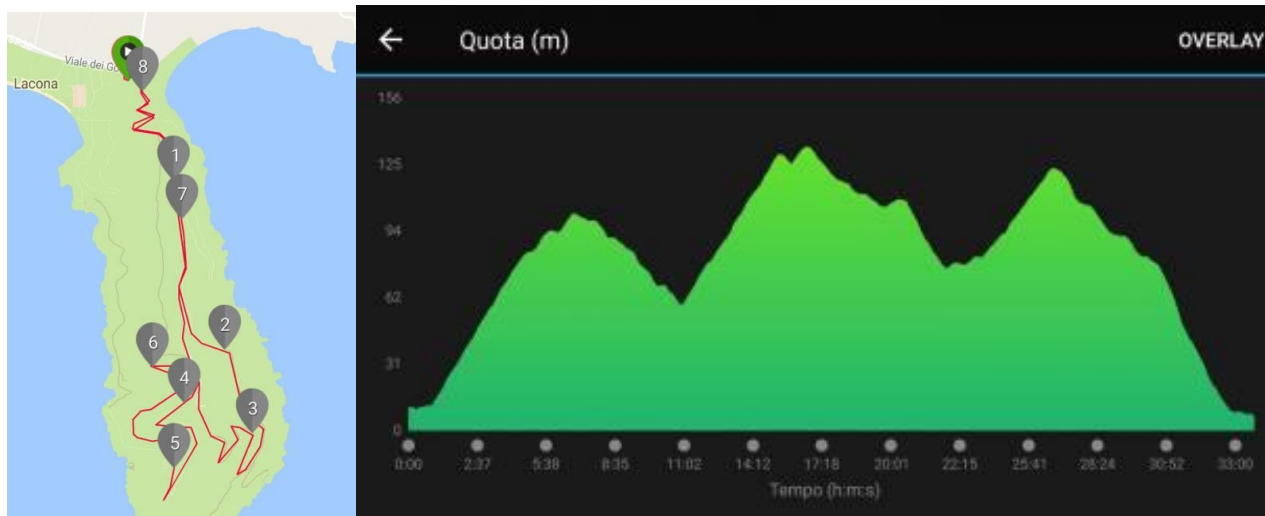 8
Viale dei Go
Lacona
1
7
2
6
4
3
5
← Quota (m) OVERLAY
156
125
94
62
31
0
0:00 2:37 5:38 8:35 11:02 14:12 17:18 20:01 22:15 25:41 28:24 30:52 33:00
Tempo (h:m:s)